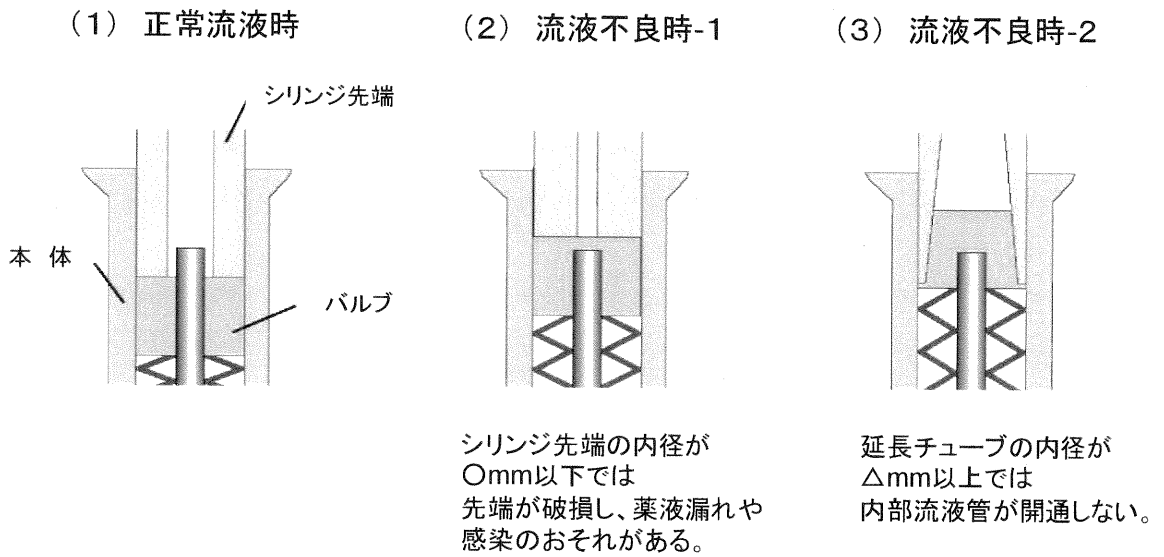 (1) 正常流液時
(2) 流液不良時-1
(3) 流液不良時-2
シリンジ先端
本 体
バルブ
シリンジ先端の内径が
〇mm以下では
先端が破損し、薬液漏れや
感染のおそれがある。
延長チューブの内径が
△mm以上では
内部流液管が開通しない。